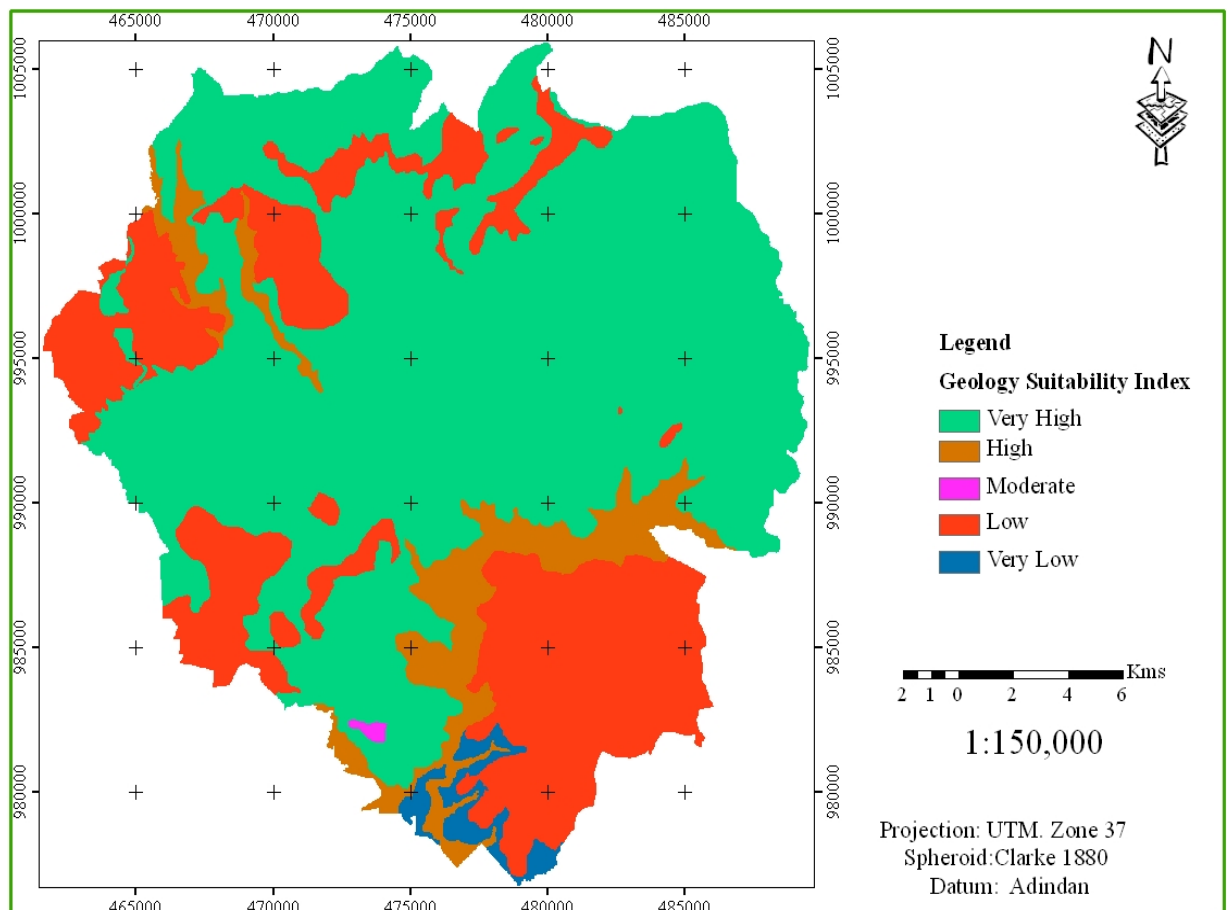 465000 470000 475000 480000 485000
1005000
1000000
995000
990000
985000
980000
1005000
1000000
995000
990000
985000
980000
465000 470000 475000 480000 485000
N
Legend
Geology Suitability Index
Very High
High
Moderate
Low
Very Low
Kms
2 1 0 2 4 6
1:150,000
Projection: UTM. Zone 37
Spheroid:Clarke 1880
Datum: Adindan